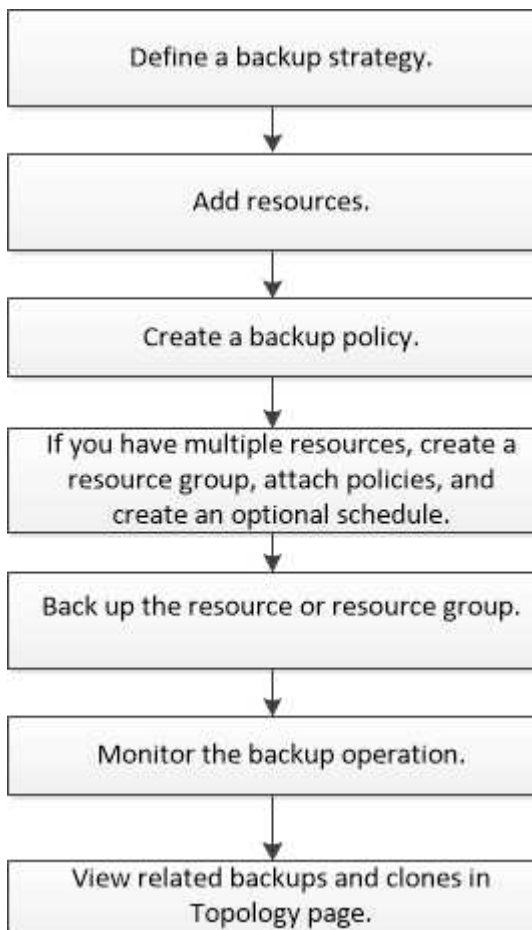 Define a backup strategy.
Add resources.
Create a backup policy.
If you have multiple resources, create a
resource group, attach policies, and
create an optional schedule.
Back up the resource or resource group.
Monitor the backup operation.
View related backups and clones in
Topology page.